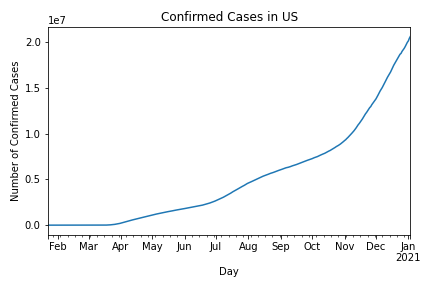 Confirmed Cases in US
1e7
2.0
1.5
1.0
0.5
0.0
Number of Confirmed Cases
Feb Mar Apr May Jun Jul Aug Sep Oct Nov Dec Jan
2021
Day